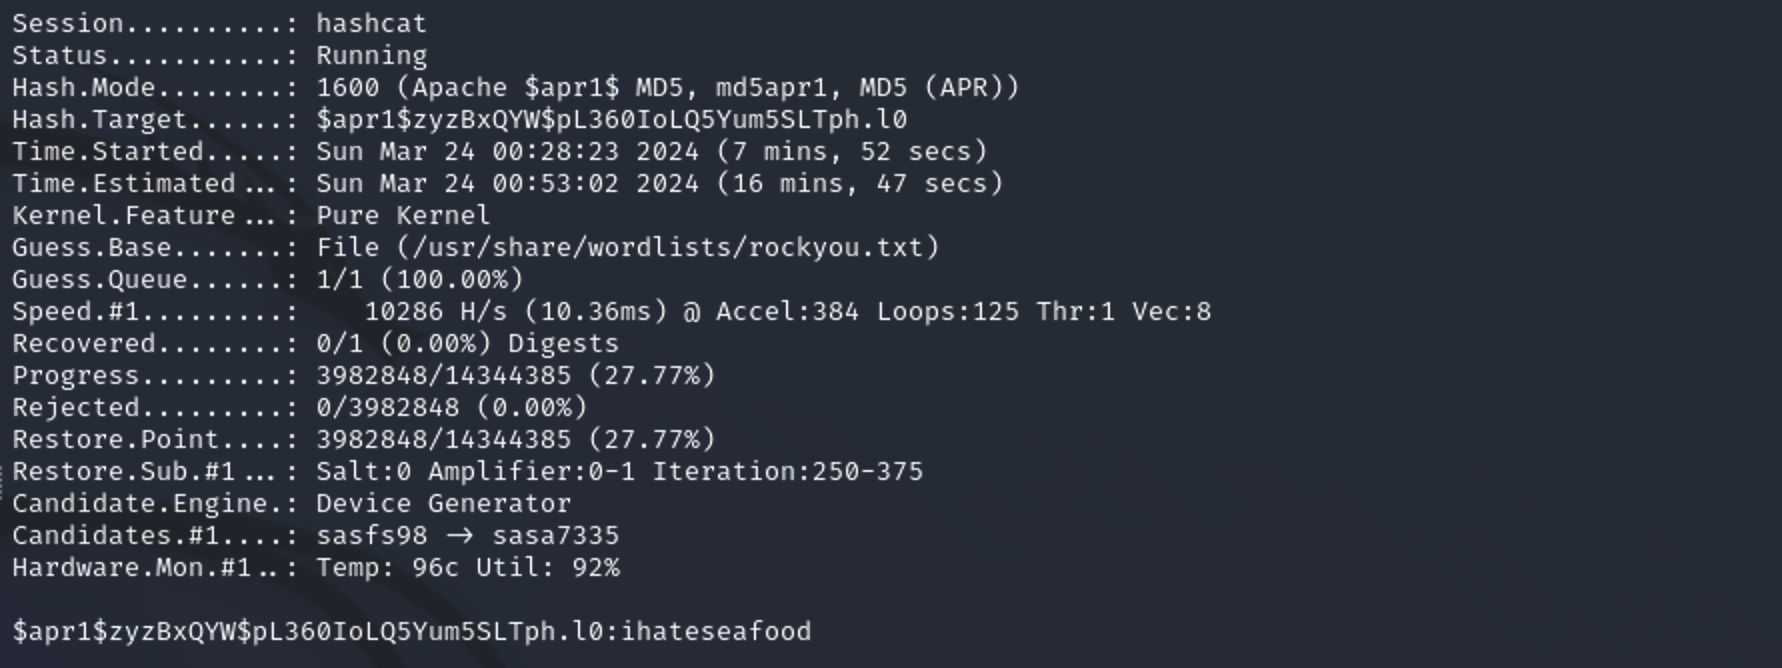 Session..........: hashcat
Status...........: Running
Hash.Mode........: 1600 (Apache $apr1$ MD5, md5apr1, MD5 (APR))
Hash.Target......: $apr1$zyzBxQYW$pL360IoLQ5Yum5SLTph.l0
Time.Started.....: Sun Mar 24 00:28:23 2024 (7 mins, 52 secs)
Time.Estimated...: Sun Mar 24 00:53:02 2024 (16 mins, 47 secs)
Kernel.Feature...: Pure Kernel
Guess.Base.......: File (/usr/share/wordlists/rockyou.txt)
Guess.Queue......: 1/1 (100.00%)
Speed.#1.........:    10286 H/s (10.36ms) @ Accel:384 Loops:125 Thr:1 Vec:8
Recovered........: 0/1 (0.00%) Digests
Progress.........: 3982848/14344385 (27.77%)
Rejected.........: 0/3982848 (0.00%)
Restore.Point....: 3982848/14344385 (27.77%)
Restore.Sub.#1...: Salt:0 Amplifier:0-1 Iteration:250-375
Candidate.Engine.: Device Generator
Candidates.#1....: sasfs98 -> sasa7335
Hardware.Mon.#1..: Temp: 96c Util: 92%
$apr1$zyzBxQYW$pL360IoLQ5Yum5SLTph.l0:ihateseafood